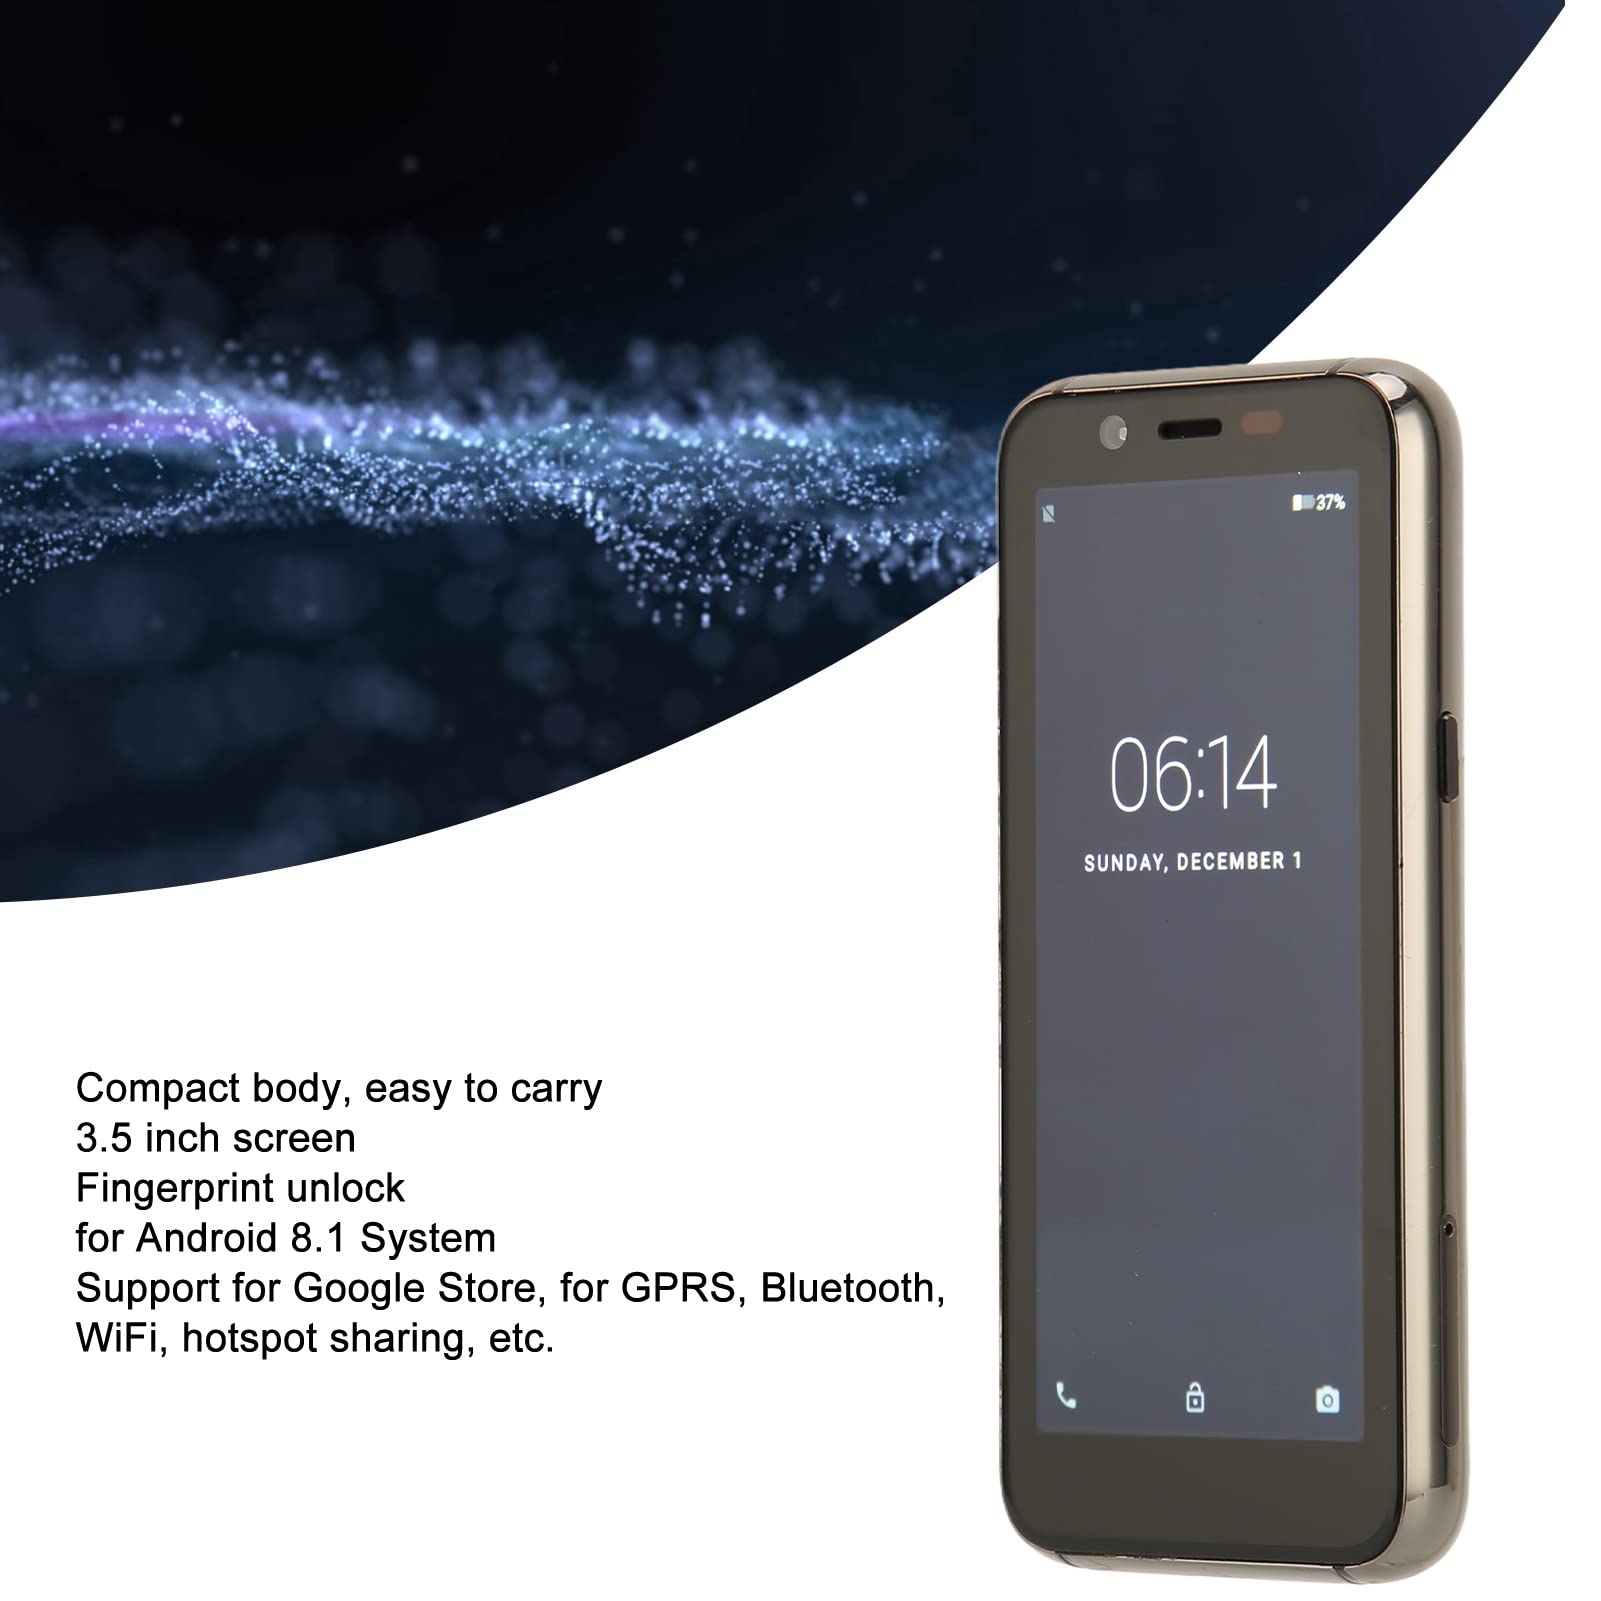 37%
06:14
SUNDAY, DECEMBER 1
Compact body, easy to carry
3.5 inch screen
Fingerprint unlock
for Android 8.1 System
Support for Google Store, for GPRS, Bluetooth,
WiFi, hotspot sharing, etc.